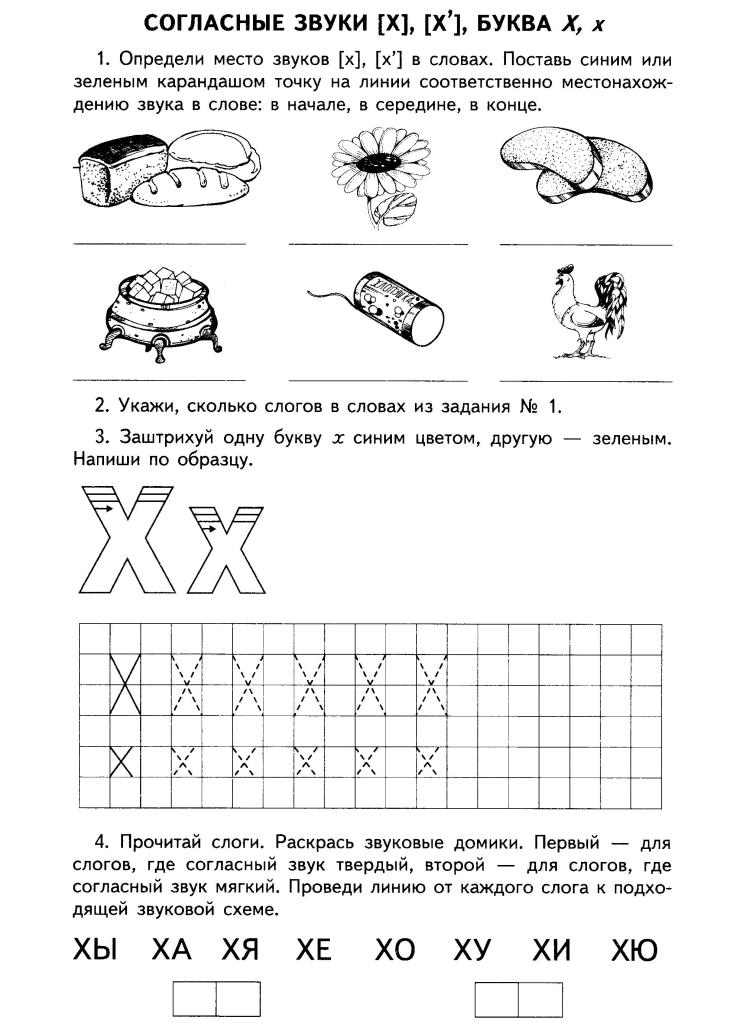 СОГЛАСНЫЕ ЗВУКИ [Х], [Х’], БУКВА Х, х
1. Определи место звуков [х], [х’] в словах. Поставь синим или
зеленым карандашом точку на линии соответственно местонахож-
дению звука в слове: в начале, в середине, в конце.
ХЛОПУШКА
2. Укажи, сколько слогов в словах из задания № 1.
3. Заштрихуй одну букву х синим цветом, другую — зеленым.
Напиши по образцу.
Х х
Х Х Х Х Х Х
х х х х х х
4. Прочитай слоги. Раскрась звуковые домики. Первый — для
слогов, где согласный звук твердый, второй — для слогов, где
согласный звук мягкий. Проведи линию от каждого слога к подхо-
дящей звуковой схеме.
ХЫ ХА ХЯ ХЕ ХО ХУ ХИ ХЮ